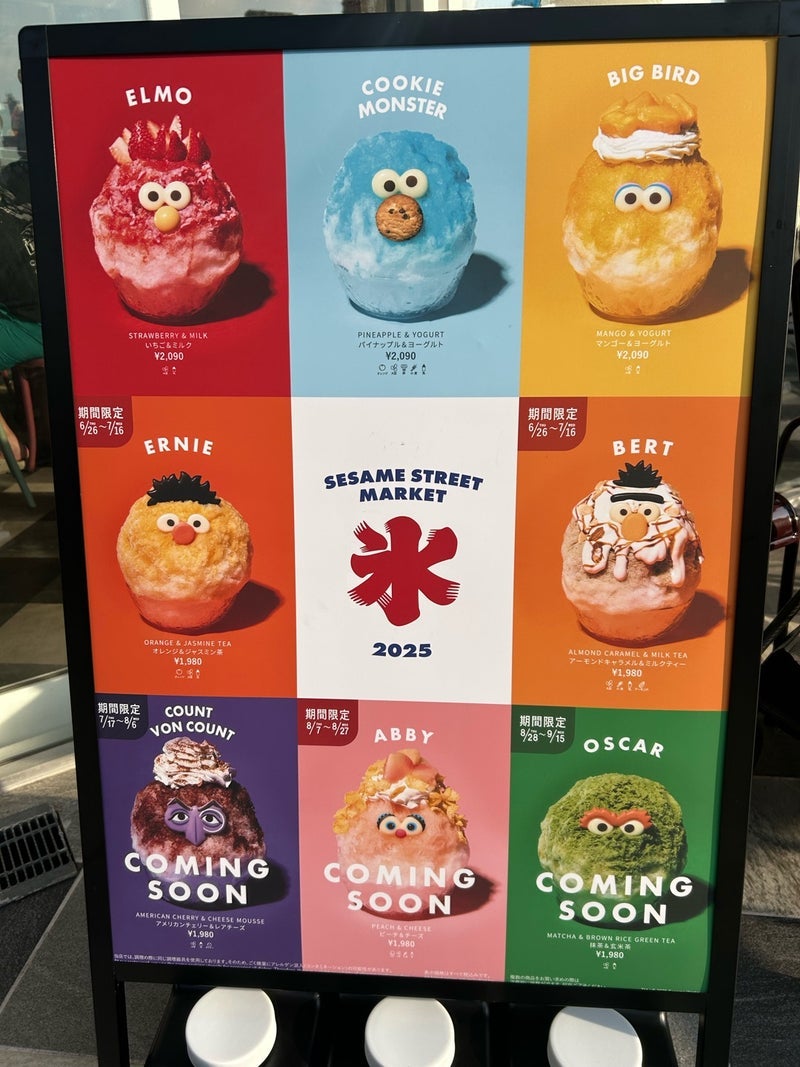 ELMO
STRAWBERRY & MILK
いちご&ミルク
¥2,090
COOKIE
MONSTER
PINEAPPLE & YOGURT
パイナップル&ヨーグルト
¥2,090
BIG BIRD
MANGO & YOGURT
マンゴー&ヨーグルト
¥2,090
期間限定
6/26~7/16
ERNIE
ORANGE & JASMINE TEA
オレンジ&ジャスミン茶
¥1,980
SESAME STREET
MARKET
氷
2025
期間限定
6/26~7/16
BERT
ALMOND CARAMEL & MILK TEA
アーモンドキャラメル&ミルクティー
¥1,980
期間限定
7/17~8/6
COUNT
VON COUNT
COMING
SOON
AMERICAN CHERRY & CHEESE MOUSSE
アメリカンチェリー&レアチーズ
¥1,980
期間限定
8/7~8/27
ABBY
COMING
SOON
PEACH & CHEESE
ピーチ&チーズ
¥1,980
期間限定
8/28~9/15
OSCAR
COMING
SOON
MATCHA & BROWN RICE GREEN TEA
抹茶&玄米茶
¥1,980